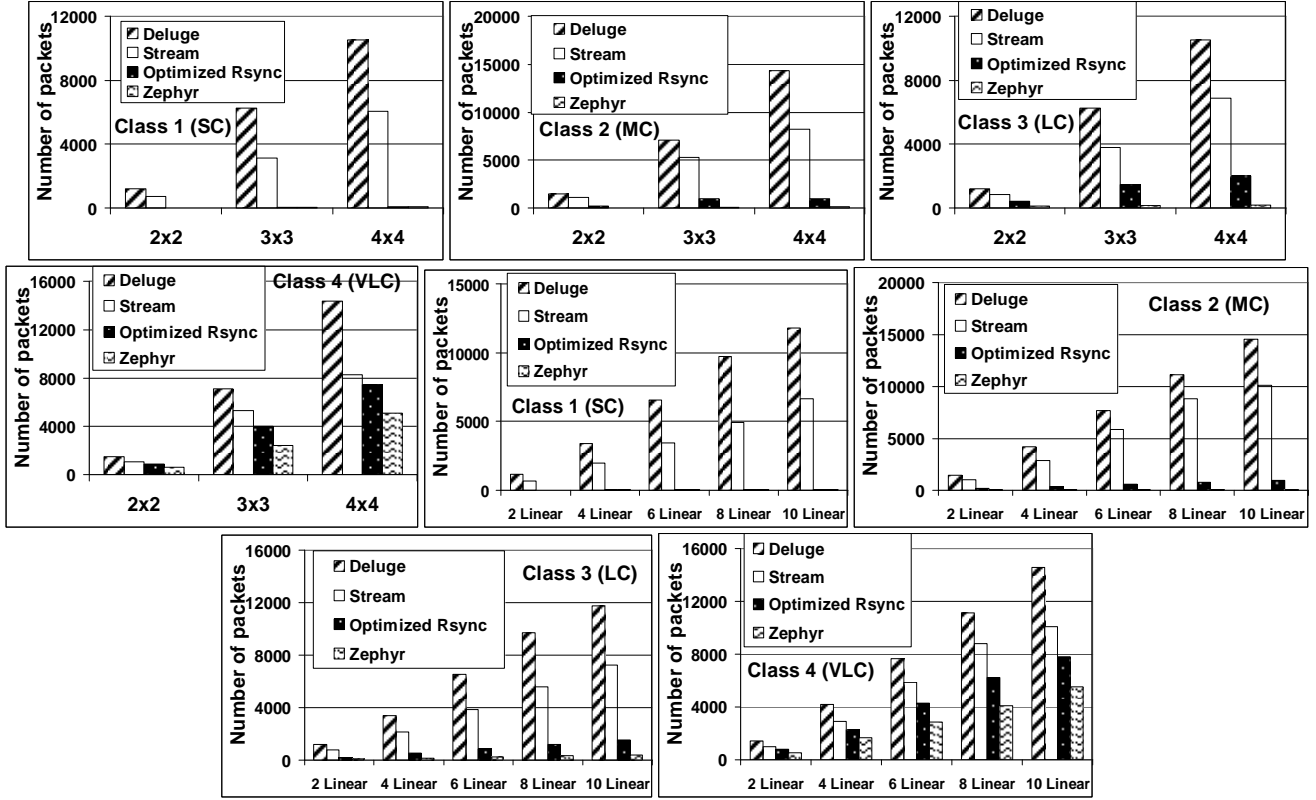 Number of packets
12000
8000
4000
0
Deluge
Stream
Optimized Rsync
Zephyr
Class 1 (SC)
2x2 3x3 4x4
Number of packets
20000
15000
10000
5000
0
Deluge
Stream
Optimized Rsync
Zephyr
Class 2 (MC)
2x2 3x3 4x4
Number of packets
12000
8000
4000
0
Deluge
Stream
Optimized Rsync
Zephyr
Class 3 (LC)
2x2 3x3 4x4
Number of packets
16000
12000
8000
4000
0
Deluge
Stream
Optimized Rsync
Zephyr
Class 4 (VLC)
2x2 3x3 4x4
Number of packets
15000
10000
5000
0
Deluge
Stream
Optimized Rsync
Zephyr
Class 1 (SC)
2 Linear 4 Linear 6 Linear 8 Linear 10 Linear
Number of packets
20000
15000
10000
5000
0
Deluge
Stream
Optimized Rsync
Zephyr
Class 2 (MC)
2 Linear 4 Linear 6 Linear 8 Linear 10 Linear
Number of packets
16000
12000
8000
4000
0
Deluge
Stream
Optimized Rsync
Zephyr
Class 3 (LC)
2 Linear 4 Linear 6 Linear 8 Linear 10 Linear
Number of packets
16000
12000
8000
4000
0
Deluge
Stream
Optimized Rsync
Zephyr
Class 4 (VLC)
2 Linear 4 Linear 6 Linear 8 Linear 10 Linear